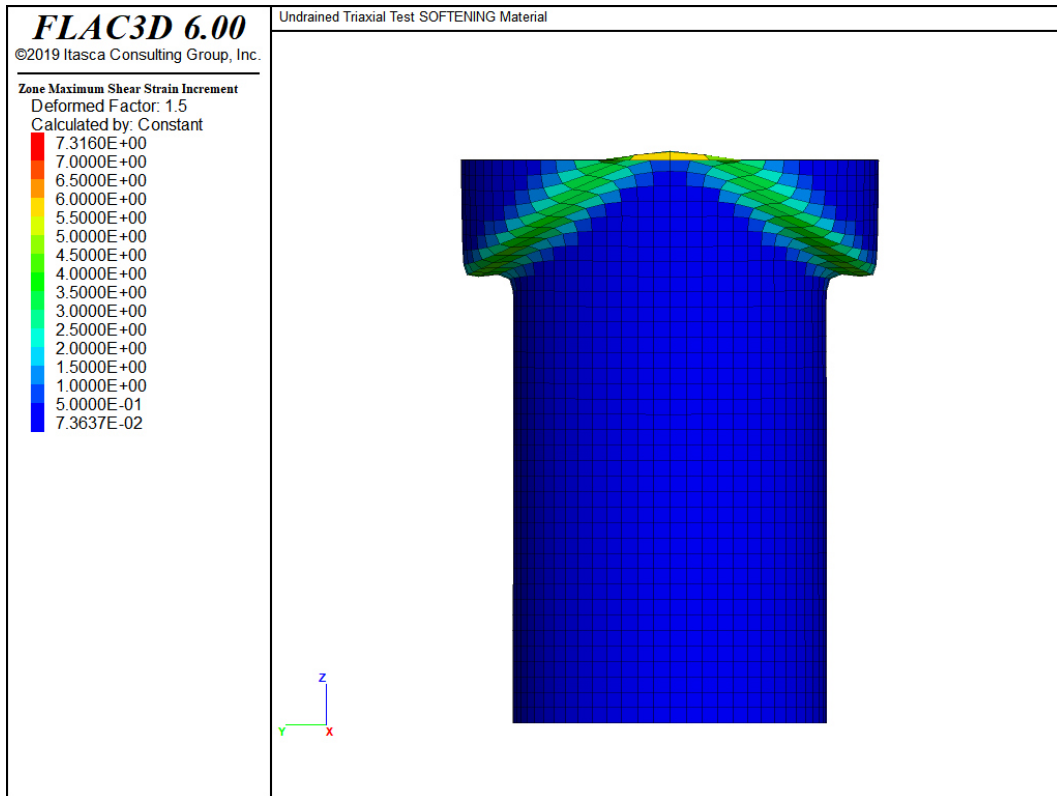 FLAC3D 6.00
©2019 Itasca Consulting Group, Inc.
Zone Maximum Shear Strain Increment
Deformed Factor: 1.5
Calculated by: Constant
7.3160E+00
7.0000E+00
6.5000E+00
6.0000E+00
5.5000E+00
5.0000E+00
4.5000E+00
4.0000E+00
3.5000E+00
3.0000E+00
2.5000E+00
2.0000E+00
1.5000E+00
1.0000E+00
5.0000E-01
7.3637E-02
Undrained Triaxial Test SOFTENING Material
Z
Y
X